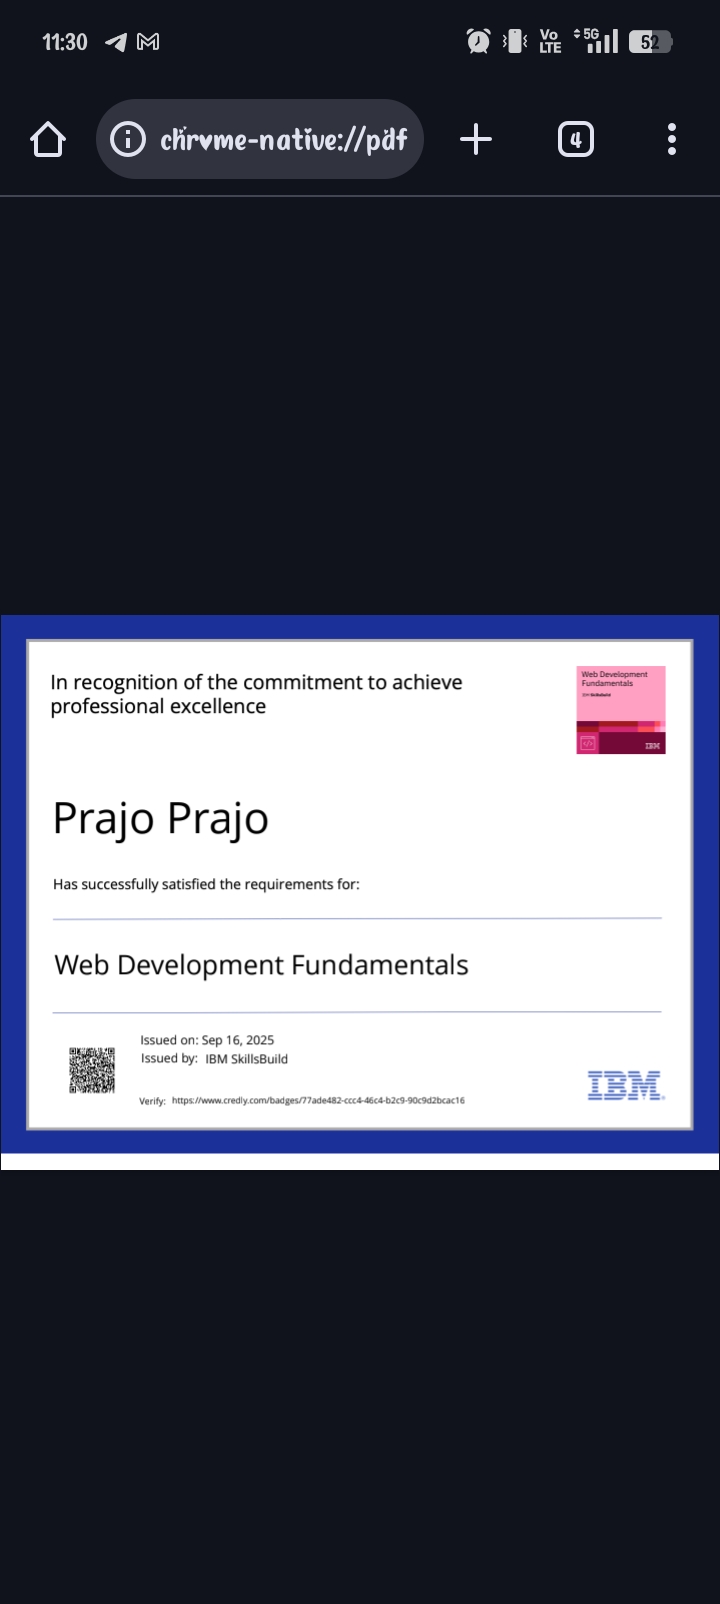 11:30
Vo
LTE
5G
52
chrome-native://pdf
4
In recognition of the commitment to achieve
professional excellence
Web Development
Fundamentals
IBM SkillsBuild
IBM
Prajo Prajo
Has successfully satisfied the requirements for:
Web Development Fundamentals
Issued on: Sep 16, 2025
Issued by: IBM SkillsBuild
Verify: https://www.credly.com/badges/77ade482-ccc4-46c4-b2c9-90c9d2bcac16
IBM